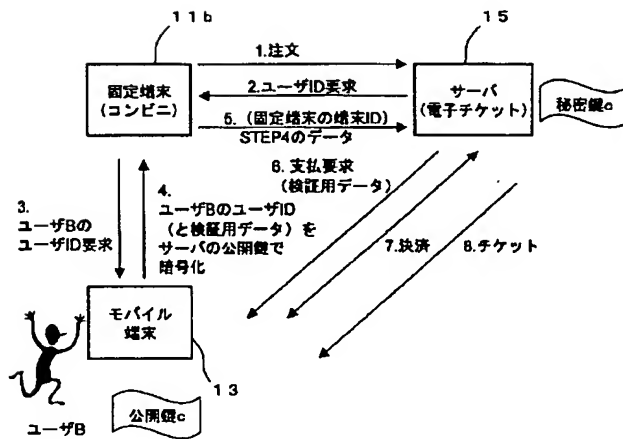 11b
15
1.注文
固定端末
(コンビニ)
2.ユーザID要求
サーバ
(電子チケット)
秘密鍵c
5.(固定端末の端末ID)
STEP4のデータ
6.支払要求
(検証用データ)
3.
ユーザBの
ユーザID要求
4.
ユーザBのユーザID
(と検証用データ)を
サーバの公開鍵で
暗号化
7.決済
8.チケット
モバイル
端末
13
公開鍵c
ユーザB